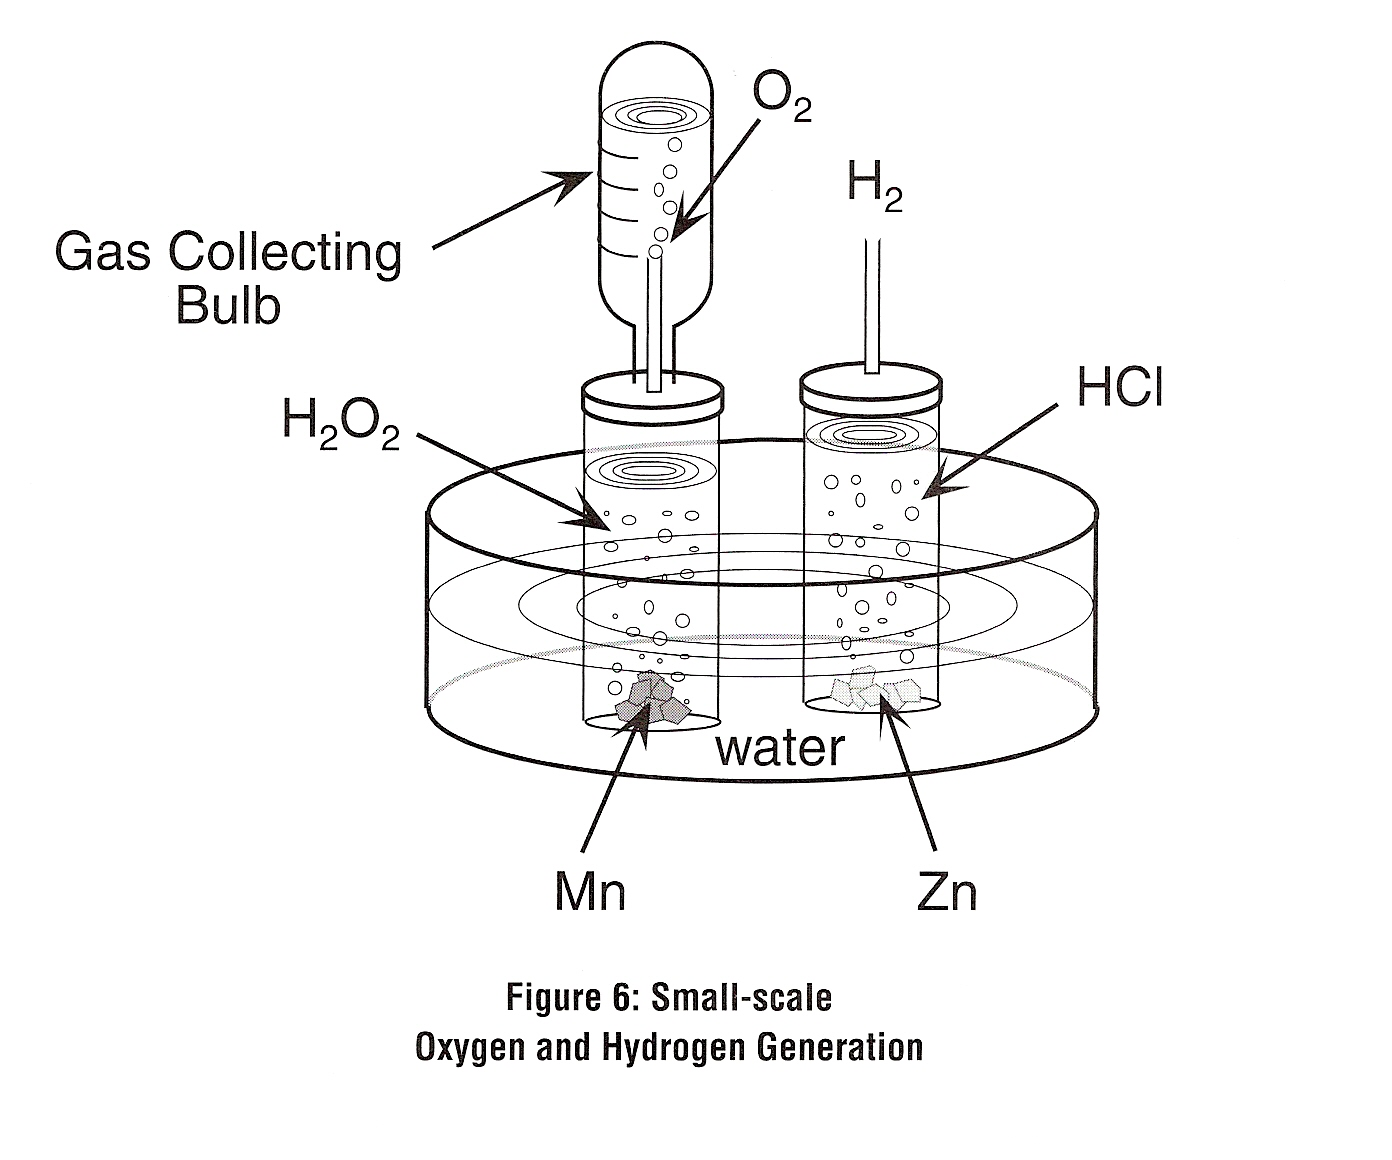 O₂
H₂
Gas Collecting
Bulb
HCl
H₂O₂
water
Mn
Zn
Figure 6: Small-scale
Oxygen and Hydrogen Generation